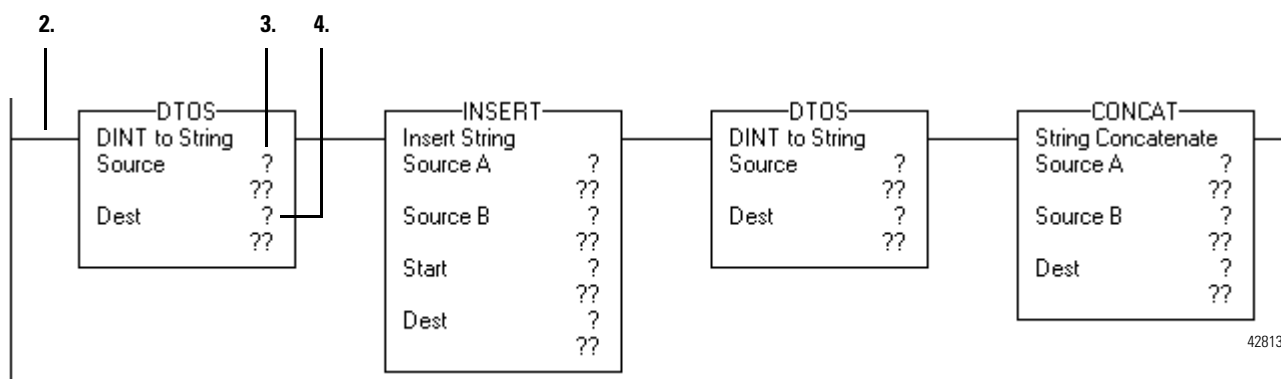 2. 3. 4.
DTOS
DINT to String
Source ?
??
Dest ?
??
INSERT
Insert String
Source A ?
??
Source B ?
??
Start ?
??
Dest ?
??
DTOS
DINT to String
Source ?
??
Dest ?
??
CONCAT
String Concatenate
Source A ?
??
Source B ?
??
Dest ?
??
42813